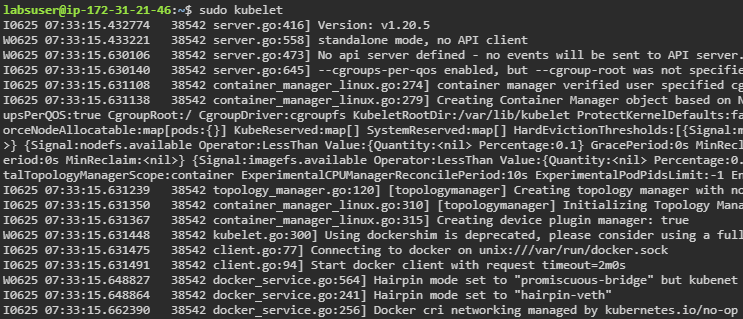 labsuser@ip-172-31-21-46:~$ sudo kubelet
I0625 07:33:15.432774   38542 server.go:416] Version: v1.20.5
W0625 07:33:15.433221   38542 server.go:558] standalone mode, no API client
W0625 07:33:15.630106   38542 server.go:473] No api server defined - no events will be sent to API server.
I0625 07:33:15.630140   38542 server.go:645] --cgroups-per-qos enabled, but --cgroup-root was not specifie
I0625 07:33:15.631108   38542 container_manager_linux.go:274] container manager verified user specified cg
I0625 07:33:15.631138   38542 container_manager_linux.go:279] Creating Container Manager object based on N
upsPerQOS:true CgroupRoot:/ CgroupDriver:cgroupfs KubeletRootDir:/var/lib/kubelet ProtectKernelDefaults:fa
orceNodeAllocatable:map[pods:{}] KubeReserved:map[] SystemReserved:map[] HardEvictionThresholds:[{Signal:m
>} {Signal:nodefs.available Operator:LessThan Value:{Quantity:<nil> Percentage:0.1} GracePeriod:0s MinRecl
eriod:0s MinReclaim:<nil>} {Signal:imagefs.available Operator:LessThan Value:{Quantity:<nil> Percentage:0.
talTopologyManagerScope:container ExperimentalCPUManagerReconcilePeriod:10s ExperimentalPodPidsLimit:-1 En
I0625 07:33:15.631239   38542 topology_manager.go:120] [topologymanager] Creating topology manager with no
I0625 07:33:15.631350   38542 container_manager_linux.go:310] [topologymanager] Initializing Topology Mana
I0625 07:33:15.631367   38542 container_manager_linux.go:315] Creating device plugin manager: true
W0625 07:33:15.631448   38542 kubelet.go:300] Using dockershim is deprecated, please consider using a full
I0625 07:33:15.631475   38542 client.go:77] Connecting to docker on unix:///var/run/docker.sock
I0625 07:33:15.631491   38542 client.go:94] Start docker client with request timeout=2m0s
W0625 07:33:15.648827   38542 docker_service.go:564] Hairpin mode set to "promiscuous-bridge" but kubenet
I0625 07:33:15.648864   38542 docker_service.go:241] Hairpin mode set to "hairpin-veth"
I0625 07:33:15.662390   38542 docker_service.go:256] Docker cri networking managed by kubernetes.io/no-op